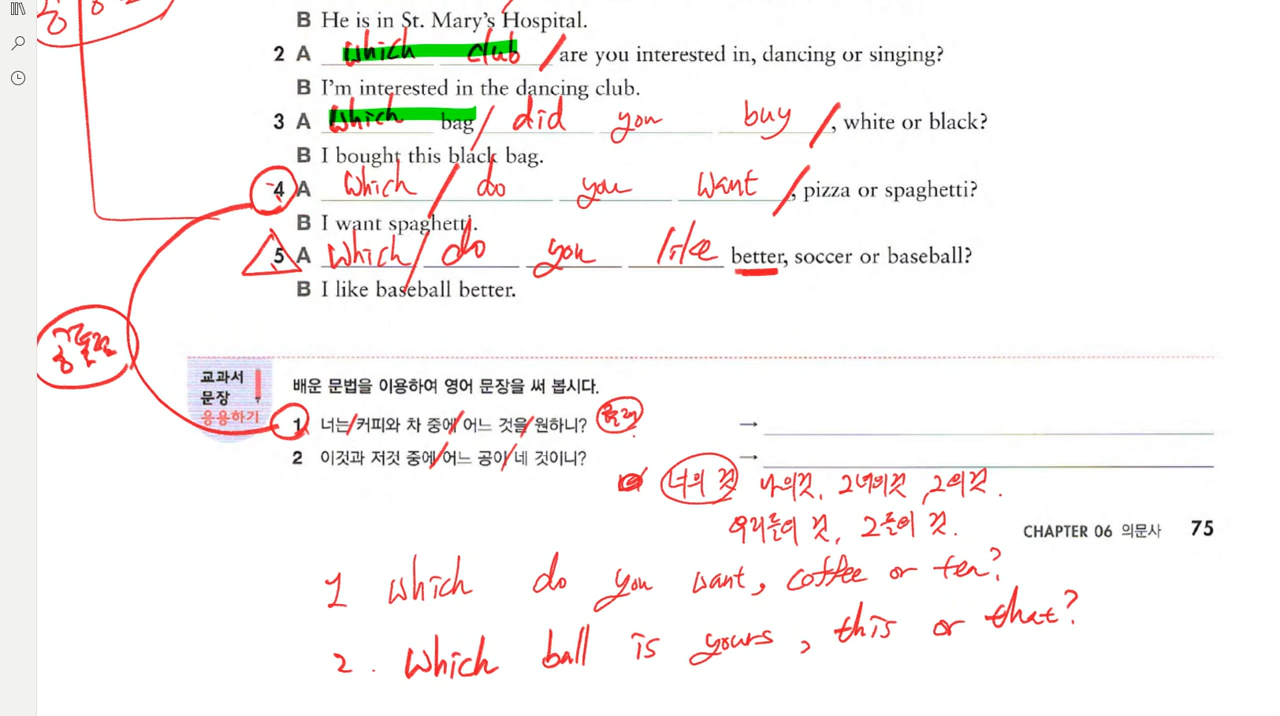 B He is in St. Mary's Hospital.
2 A which club / are you interested in, dancing or singing?
B I'm interested in the dancing club.
3 A which bag / did you buy /, white or black?
B I bought this black bag.
4 A which / do you want /, pizza or spaghetti?
B I want spaghetti.
5 A which / do you like better, soccer or baseball?
B I like baseball better.
공통점
교과서
문장
응용하기
배운 문법을 이용하여 영어 문장을 써 봅시다.
1 너는/커피와 차 중에/어느 것을/원하니? →
2 이것과 저것 중에/어느 공이/네 것이니? →
너의 것 나의것, 그녀의것, 그의것.
우리들의 것, 그들의 것.
CHAPTER 06 의문사 75
1 which do you want, coffee or tea?
2. which ball is yours, this or that?